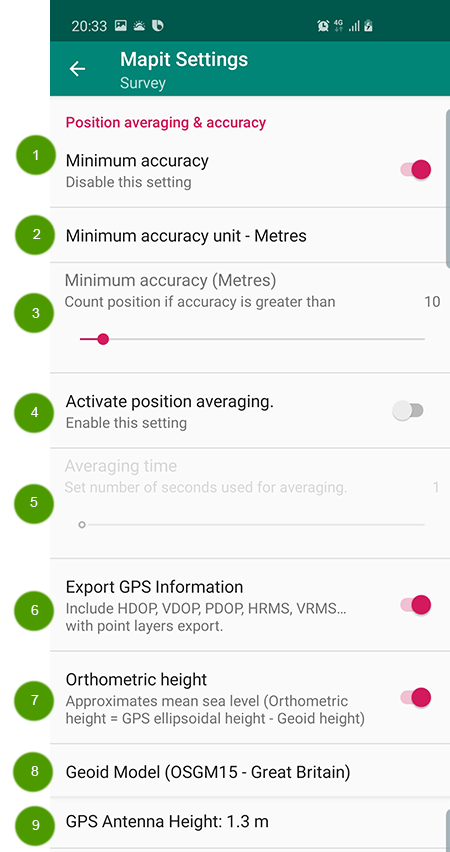 20:33
4G
Mapit Settings
Survey
Position averaging & accuracy
1
Minimum accuracy
Disable this setting
2
Minimum accuracy unit - Metres
Minimum accuracy (Metres)
3
Count position if accuracy is greater than 10
4
Activate position averaging.
Enable this setting
Averaging time
5
Set number of seconds used for averaging. 1
Export GPS Information
6
Include HDOP, VDOP, PDOP, HRMS, VRMS...
with point layers export.
Orthometric height
7
Approximates mean sea level (Orthometric
height = GPS ellipsoidal height - Geoid height)
8
Geoid Model (OSGM15 - Great Britain)
9
GPS Antenna Height: 1.3 m